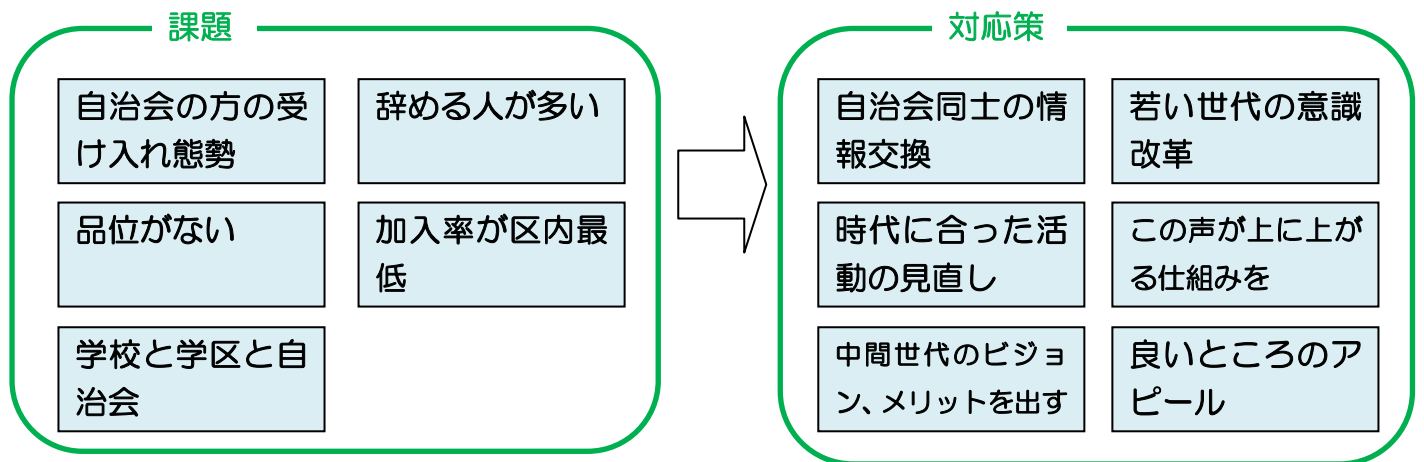 課題
自治会の方の受
け入れ態勢
辞める人が多い
品位がない
加入率が区内最
低
学校と学区と自
治会
対応策
自治会同士の情
報交換
若い世代の意識
改革
時代に合った活
動の見直し
この声が上に上が
る仕組みを
中間世代のビジョ
ン、メリットを出す
良いところのア
ピール